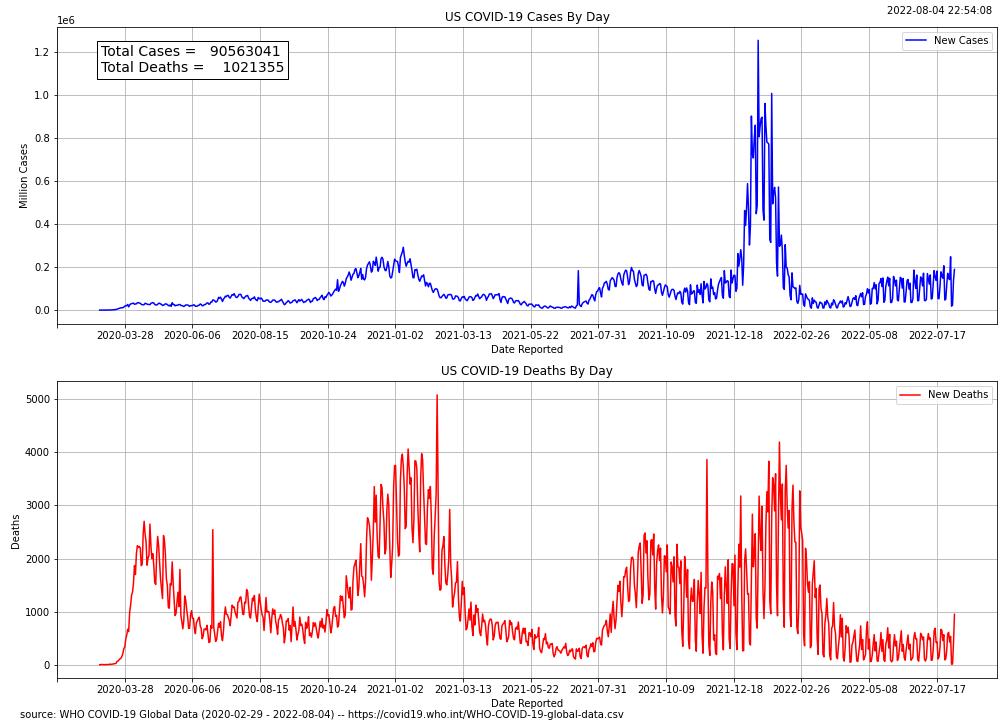 2022-08-04 22:54:08
US COVID-19 Cases By Day
1e6
Total Cases = 90563041
Total Deaths = 1021355
New Cases
1.2
1.0
0.8
0.6
0.4
0.2
0.0
Million Cases
2020-03-28 2020-06-06 2020-08-15 2020-10-24 2021-01-02 2021-03-13 2021-05-22 2021-07-31 2021-10-09 2021-12-18 2022-02-26 2022-05-08 2022-07-17
Date Reported
US COVID-19 Deaths By Day
New Deaths
5000
4000
3000
2000
1000
0
Deaths
2020-03-28 2020-06-06 2020-08-15 2020-10-24 2021-01-02 2021-03-13 2021-05-22 2021-07-31 2021-10-09 2021-12-18 2022-02-26 2022-05-08 2022-07-17
Date Reported
source: WHO COVID-19 Global Data (2020-02-29 - 2022-08-04) -- https://covid19.who.int/WHO-COVID-19-global-data.csv